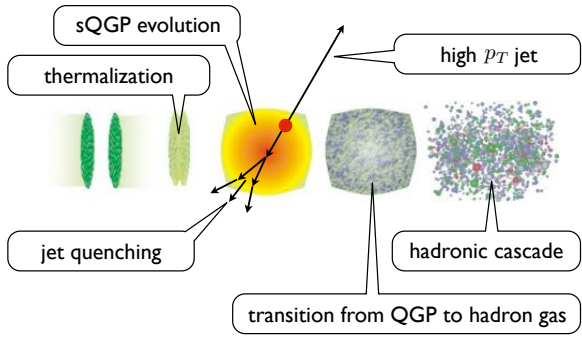 sQGP evolution
high pT jet
thermalization
jet quenching
hadronic cascade
transition from QGP to hadron gas